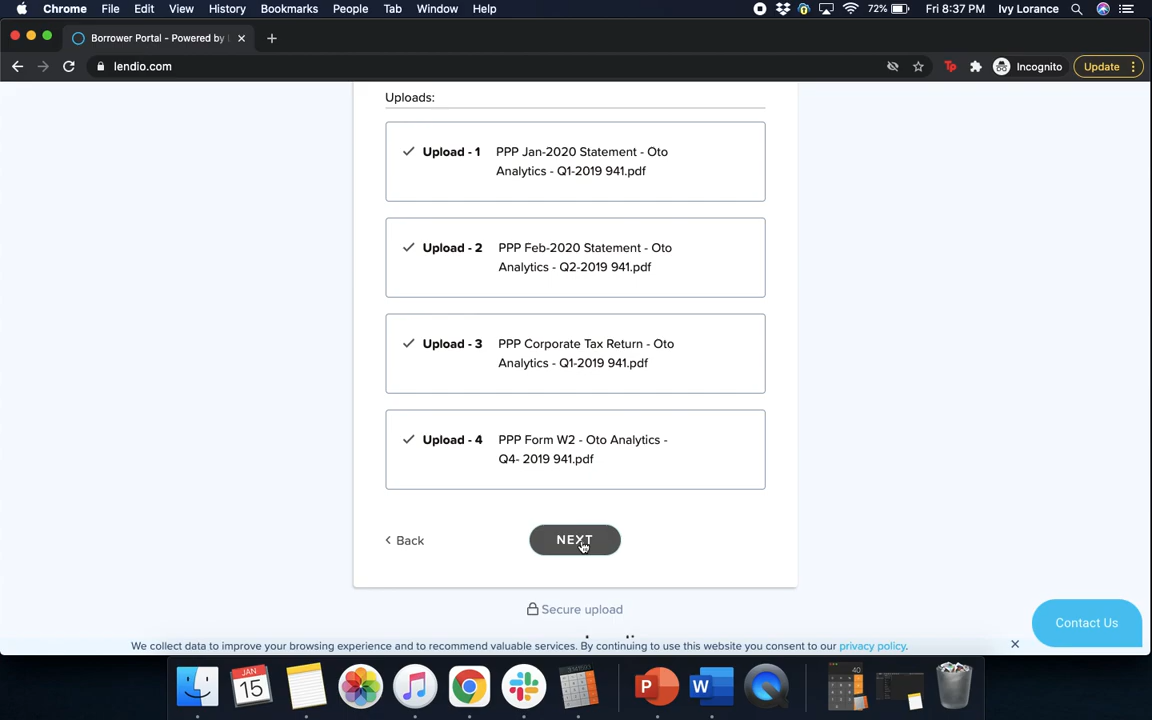 Chrome File Edit View History Bookmarks People Tab Window Help 72% Fri 8:37 PM Ivy Lorance
Borrower Portal - Powered by
lendio.com Incognito Update
Uploads:
Upload - 1 PPP Jan-2020 Statement - Oto
Analytics - Q1-2019 941.pdf
Upload - 2 PPP Feb-2020 Statement - Oto
Analytics - Q2-2019 941.pdf
Upload - 3 PPP Corporate Tax Return - Oto
Analytics - Q1-2019 941.pdf
Upload - 4 PPP Form W2 - Oto Analytics -
Q4- 2019 941.pdf
< Back NEXT
Secure upload
Contact Us
We collect data to improve your browsing experience and to recommend valuable services. By continuing to use this website you consent to our privacy policy.
JAN
15